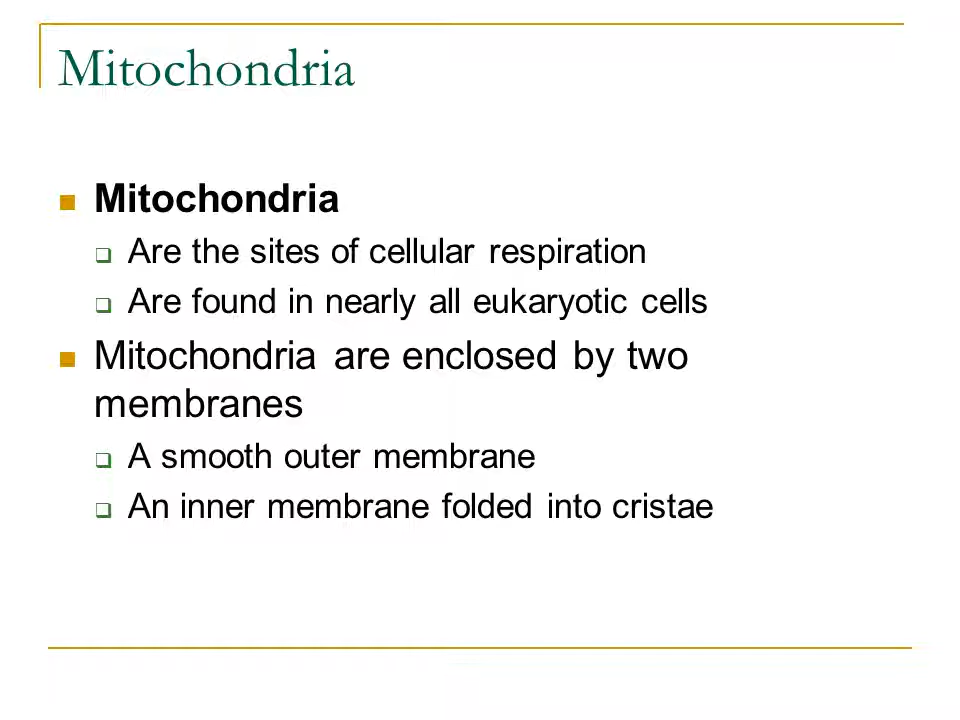 Mitochondria
Mitochondria
Are the sites of cellular respiration
Are found in nearly all eukaryotic cells
Mitochondria are enclosed by two
membranes
A smooth outer membrane
An inner membrane folded into cristae